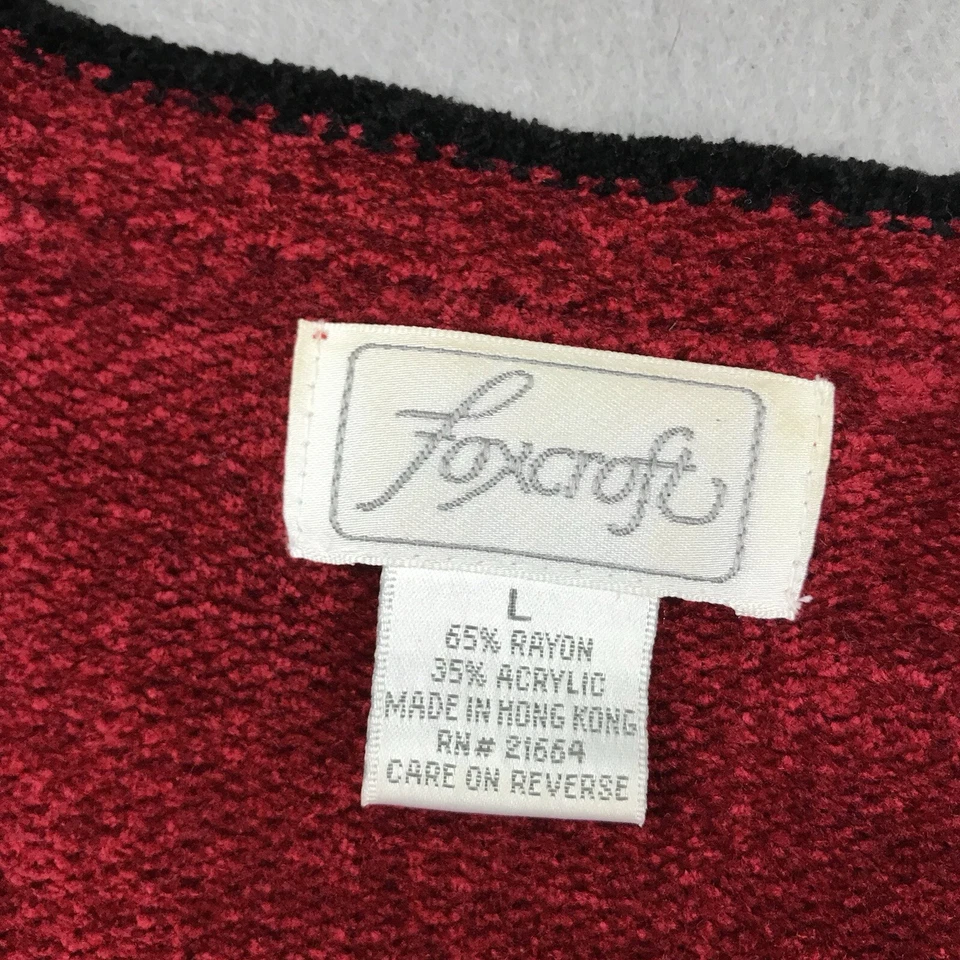 Foxcroft
L
65% RAYON
35% ACRYLIC
MADE IN HONG KONG
RN# 21664
CARE ON REVERSE